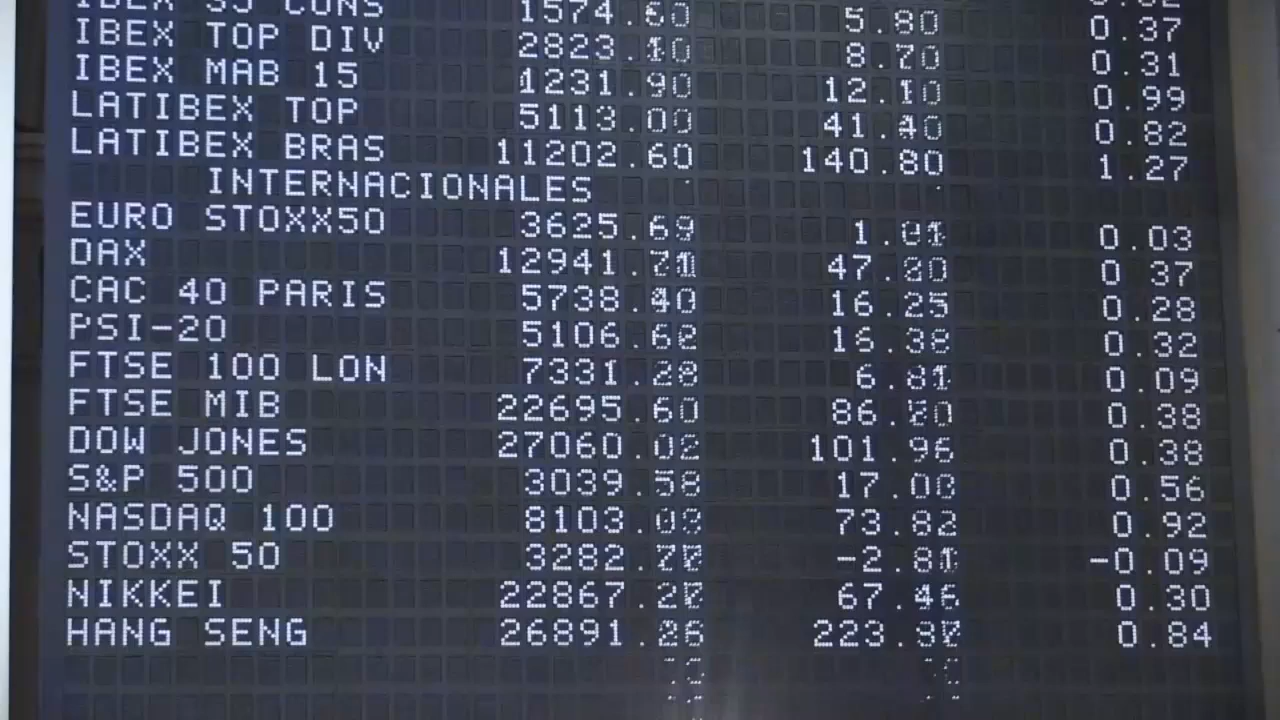 IBEX TOP DIV 2823.10 8.70 0.37
IBEX MAB 15 1231.90 12.10 0.31
LATIBEX TOP 5113.00 41.40 0.99
LATIBEX BRAS 11202.60 140.80 0.82
1.27
INTERNACIONALES
EURO STOXX50 3625.69 1.01 0.03
DAX 12941.71 47.20 0 37
CAC 40 PARIS 5738.40 16.25 0.28
PSI-20 5106.62 16.38 0.32
FTSE 100 LON 7331.28 6.81 0.09
FTSE MIB 22695.60 86.20 0.38
DOW JONES 27060.02 101.96 0.38
S&P 500 3039.58 17.00 0.56
NASDAQ 100 8103.03 73.82 0.92
STOXX 50 3282.70 -2.81 -0.09
NIKKEI 22867.27 67.46 0.30
HANG SENG 26891.26 223.87 0.84